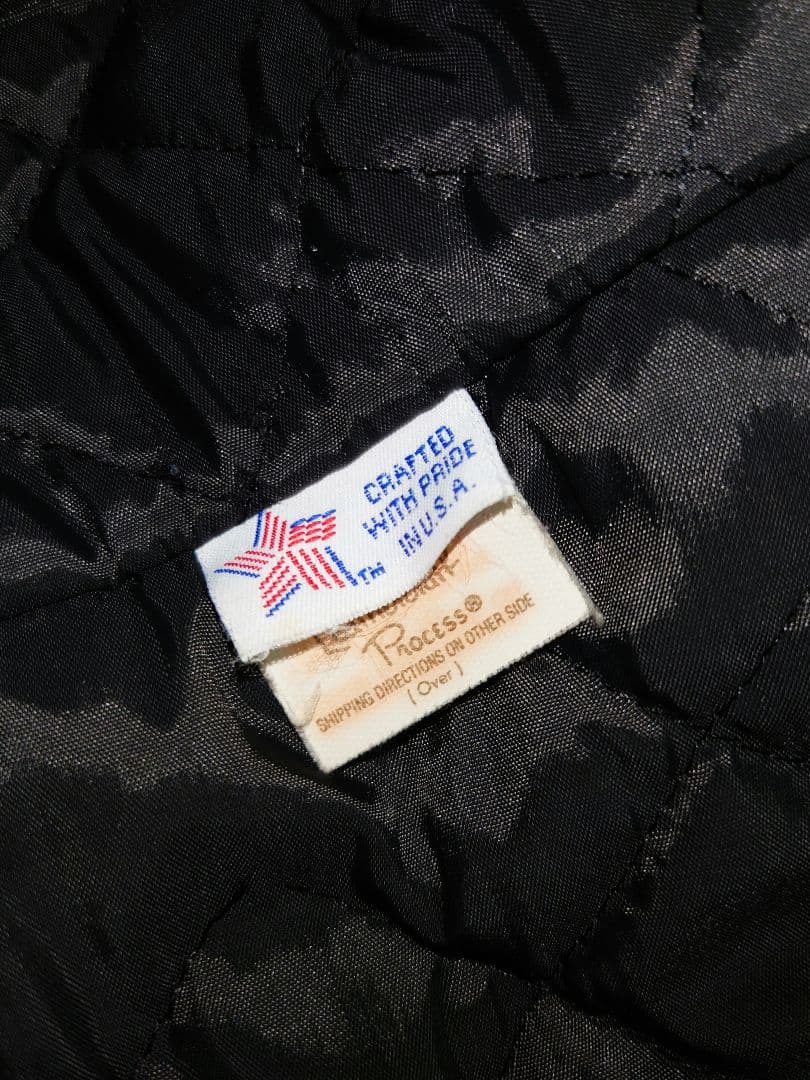 CRAFTED
WITH PRIDE
IN U.S.A.
TM
PROCESS®
SHIPPING DIRECTIONS ON OTHER SIDE
(Over)